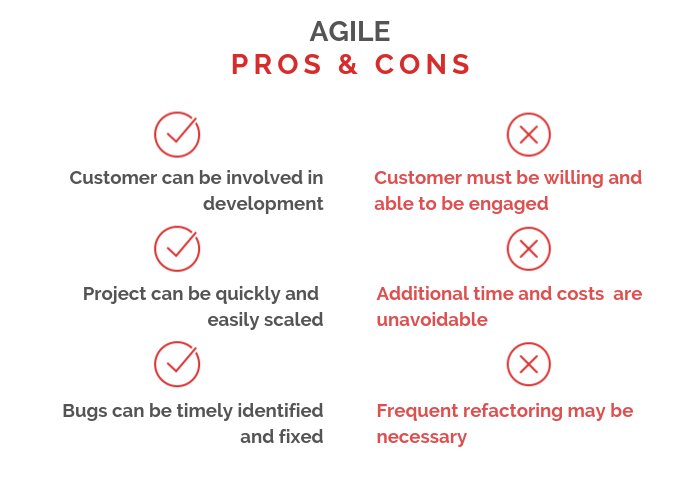 AGILE
PROS & CONS
Customer can be involved in
development
Customer must be willing and
able to be engaged
Project can be quickly and
easily scaled
Additional time and costs  are
unavoidable
Bugs can be timely identified
and fixed
Frequent refactoring may be
necessary